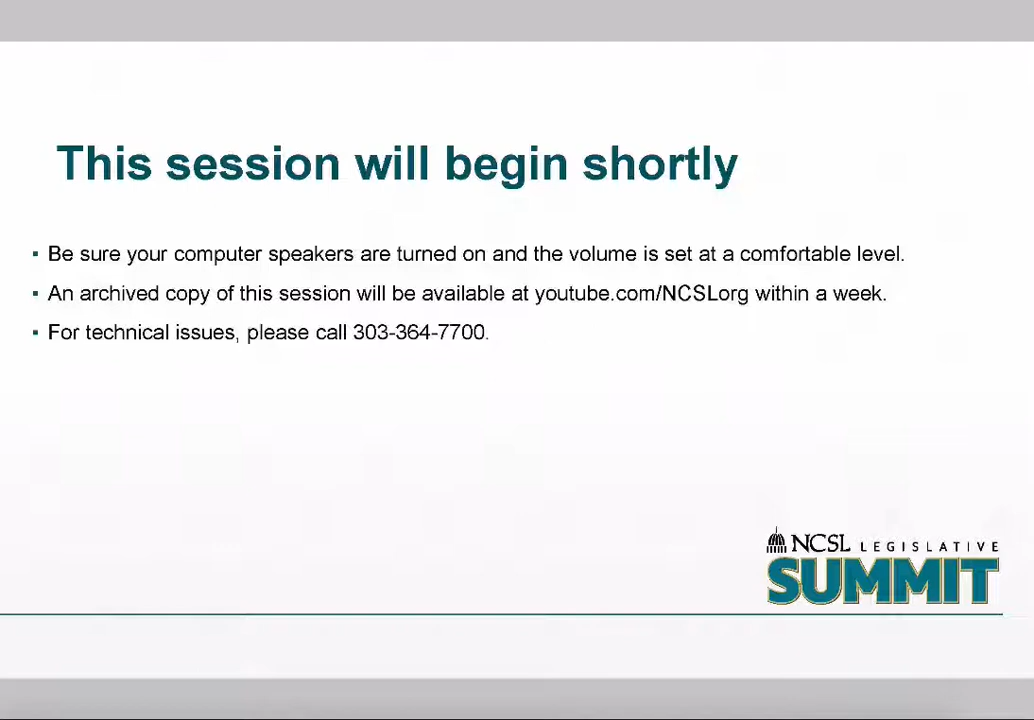 This session will begin shortly
▪ Be sure your computer speakers are turned on and the volume is set at a comfortable level.
▪ An archived copy of this session will be available at youtube.com/NCSLorg within a week.
▪ For technical issues, please call 303-364-7700.
NCSL LEGISLATIVE
SUMMIT